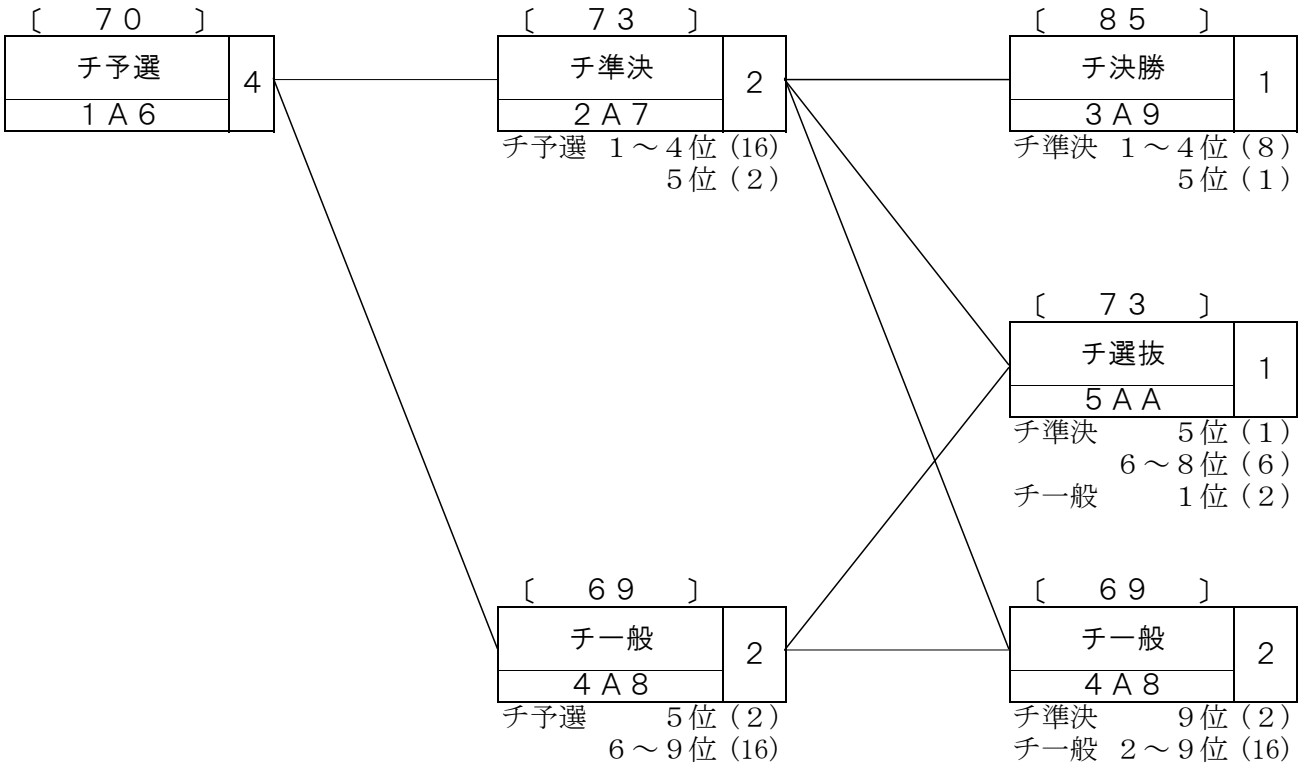 〔 ７０ 〕
チ予選
４
１Ａ６
〔 ７３ 〕
チ準決
２
２Ａ７
チ予選 １～４位(16)
５位(２)
〔 ８５ 〕
チ決勝
１
３Ａ９
チ準決 １～４位(８)
５位(１)
〔 ７３ 〕
チ選抜
１
５ＡＡ
チ準決 ５位(１)
６～８位(６)
チ一般 １位(２)
〔 ６９ 〕
チ一般
２
４Ａ８
チ予選 ５位(２)
６～９位(16)
〔 ６９ 〕
チ一般
２
４Ａ８
チ準決 ９位(２)
チ一般 ２～９位(16)